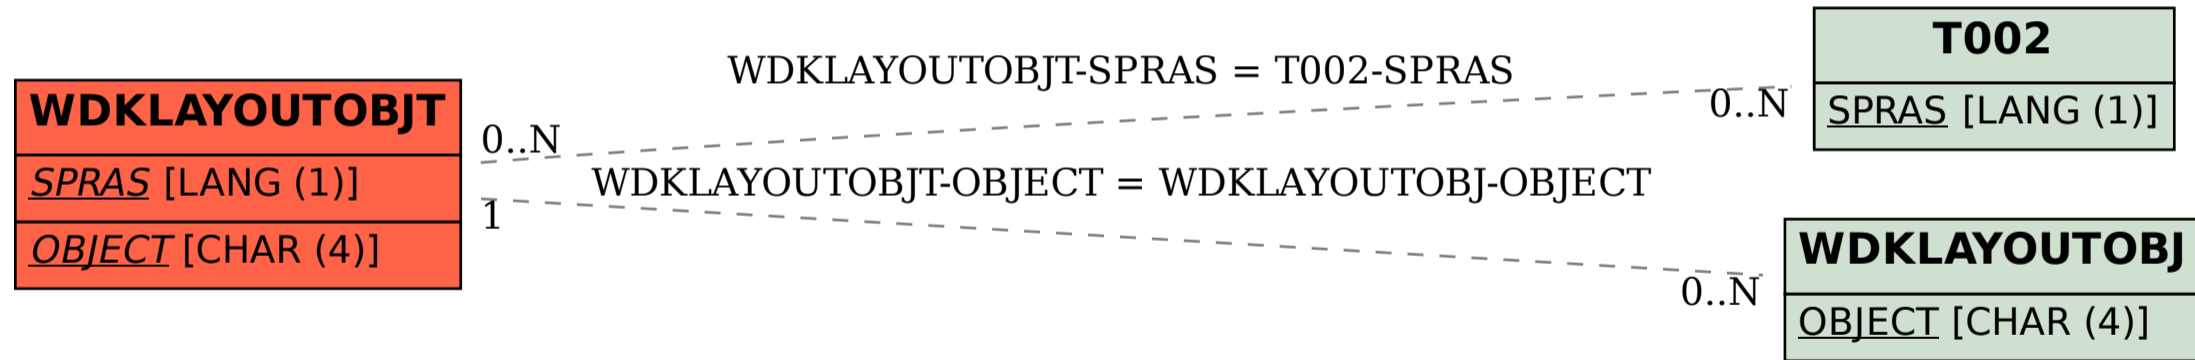 WDKLAYOUTOBJT
SPRAS [LANG (1)]
OBJECT [CHAR (4)]
WDKLAYOUTOBJT-SPRAS = T002-SPRAS
0..N
0..N
WDKLAYOUTOBJT-OBJECT = WDKLAYOUTOBJ-OBJECT
1
0..N
T002
SPRAS [LANG (1)]
WDKLAYOUTOBJ
OBJECT [CHAR (4)]